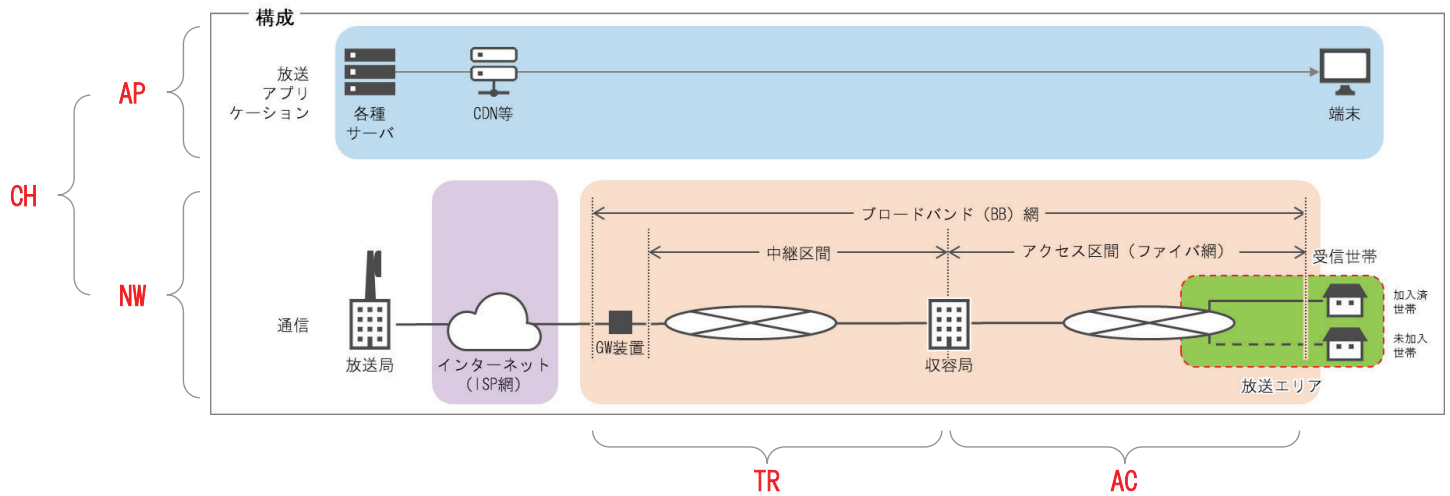 構成
AP
放送
アプリ
ケーション
各種
サーバ
CDN等
端末
CH
NW
ブロードバンド（BB）網
中継区間
アクセス区間（ファイバ網）
受信世帯
通信
放送局
インターネット
（ISP網）
GW装置
収容局
加入済
世帯
未加入
世帯
放送エリア
TR
AC